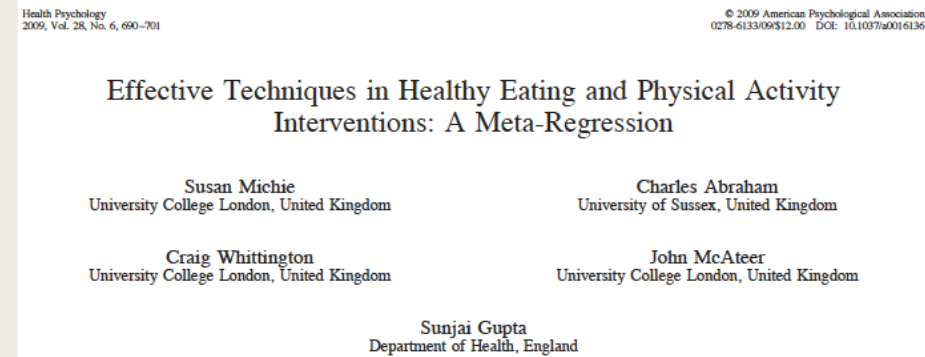 Health Psychology
2009, Vol. 28, No. 6, 690–701
© 2009 American Psychological Association
0278-6133/09/$12.00 DOI: 10.1037/a0016136
Effective Techniques in Healthy Eating and Physical Activity
Interventions: A Meta-Regression
Susan Michie
University College London, United Kingdom
Charles Abraham
University of Sussex, United Kingdom
Craig Whittington
University College London, United Kingdom
John McAteer
University College London, United Kingdom
Sunjai Gupta
Department of Health, England